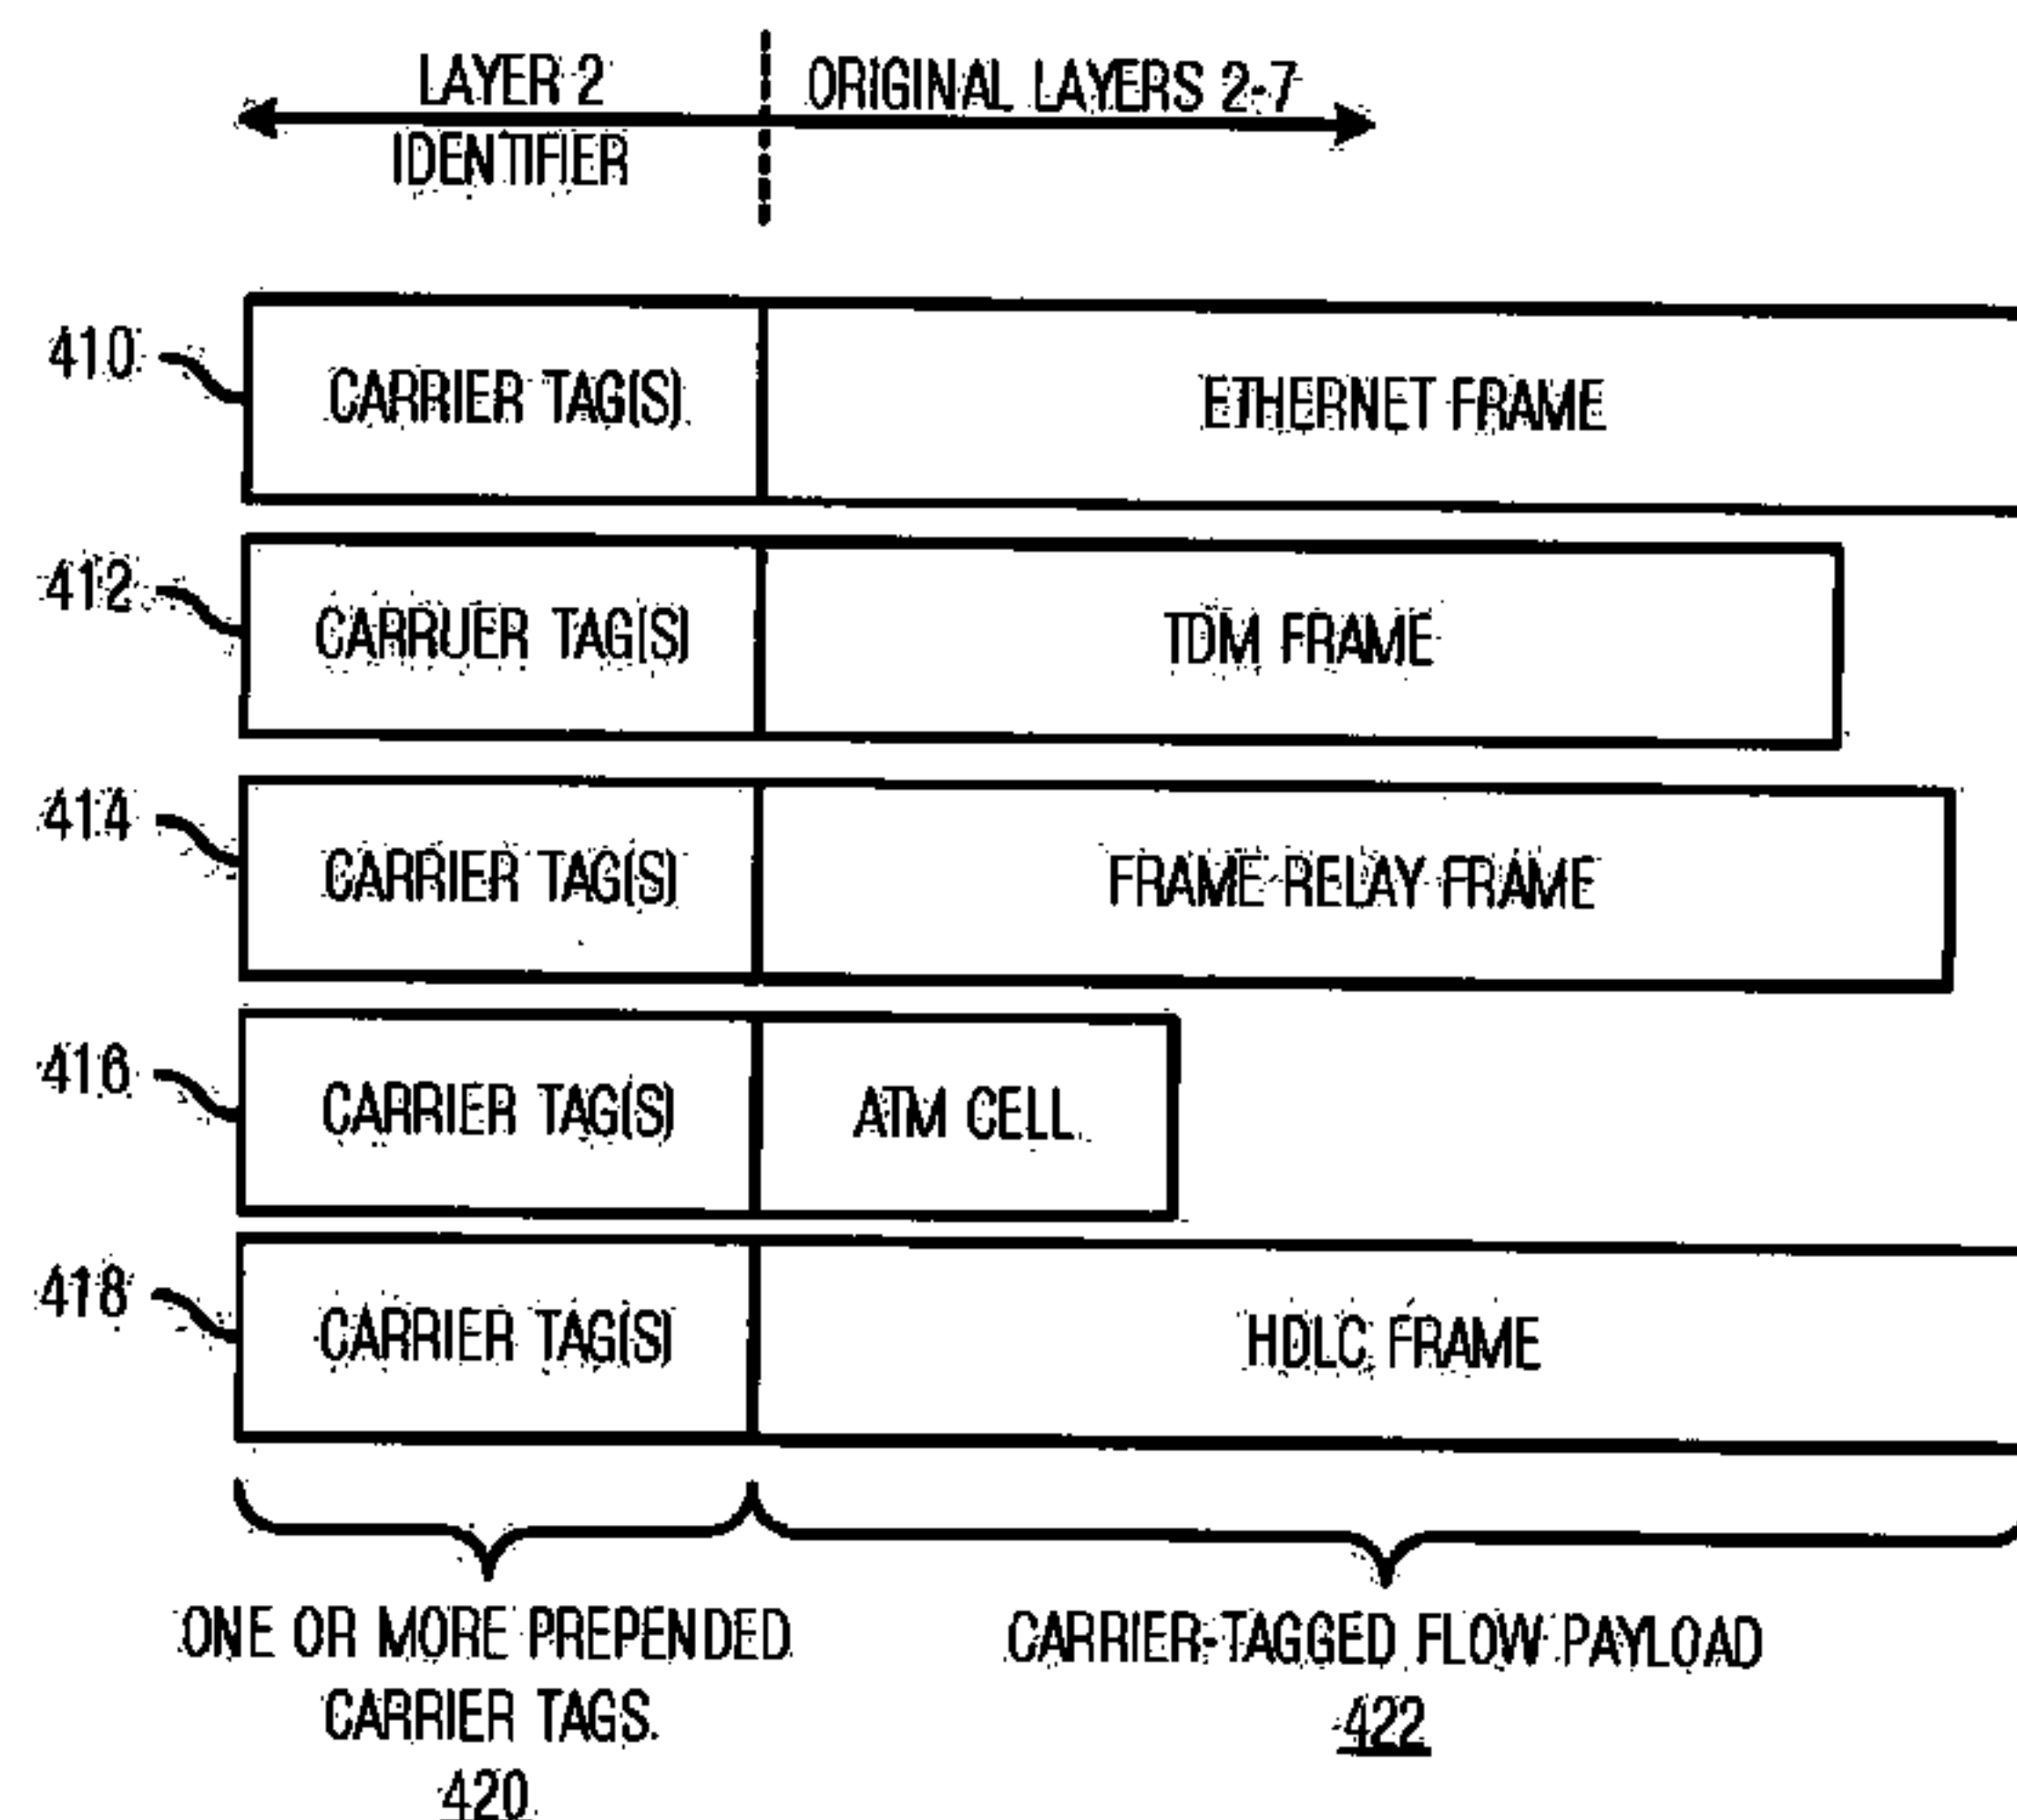 LAYER 2
IDENTIFIER
ORIGINAL LAYERS 2-7
410
CARRIER TAG(S)
ETHERNET FRAME
412
CARRUER TAG(S)
TDM FRAME
414
CARRIER TAG(S)
FRAME RELAY FRAME
416
CARRIER TAG(S)
ATM CELL
418
CARRIER TAG(S)
HDLC FRAME
ONE OR MORE PREPENDED
CARRIER TAGS.
420
CARRIER-TAGGED FLOW PAYLOAD
422